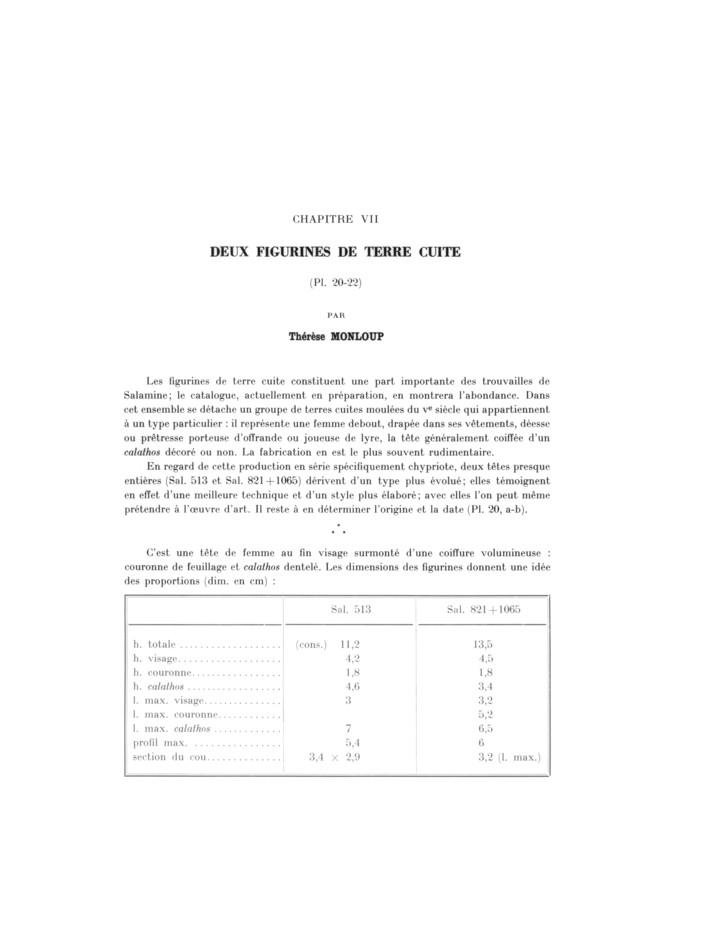 CHAPITRE VII
DEUX FIGURINES DE TERRE CUITE
(Pl. 20-22)
PAR
Thérèse MONLOUP
Les figurines de terre cuite constituent une part importante des trouvailles de
Salamine; le catalogue, actuellement en préparation, en montrera l'abondance. Dans
cet ensemble se détache un groupe de terres cuites moulées du Ve siècle qui appartiennent
à un type particulier : il représente une femme debout, drapée dans ses vêtements, déesse
ou prêtresse porteuse d'offrande ou joueuse de lyre, la tête généralement coiffée d'un
calathos décoré ou non. La fabrication en est le plus souvent rudimentaire.
En regard de cette production en série spécifiquement chypriote, deux têtes presque
entières (Sal. 513 et Sal. 821+1065) dérivent d'un type plus évolué; elles témoignent
en effet d'une meilleure technique et d'un style plus élaboré; avec elles l'on peut même
prétendre à l'œuvre d'art. Il reste à en déterminer l'origine et la date (Pl. 20, a-b).
C'est une tête de femme au fin visage surmonté d'une coiffure volumineuse :
couronne de feuillage et calathos dentelé. Les dimensions des figurines donnent une idée
des proportions (dim. en cm) :
Sal. 513 Sal. 821+1065
h. totale ................... (cons.) 11,2 13,5
h. visage................... 4,2 4,5
h. couronne................. 1,8 1,8
h. calathos .................. 4,6 3,4
l. max. visage............... 3 3,2
l. max. couronne............ 5,2
l. max. calathos ............. 7 6,5
profil max. ................. 5,4 6
section du cou.............. 3,4 × 2,9 3,2 (l. max.)